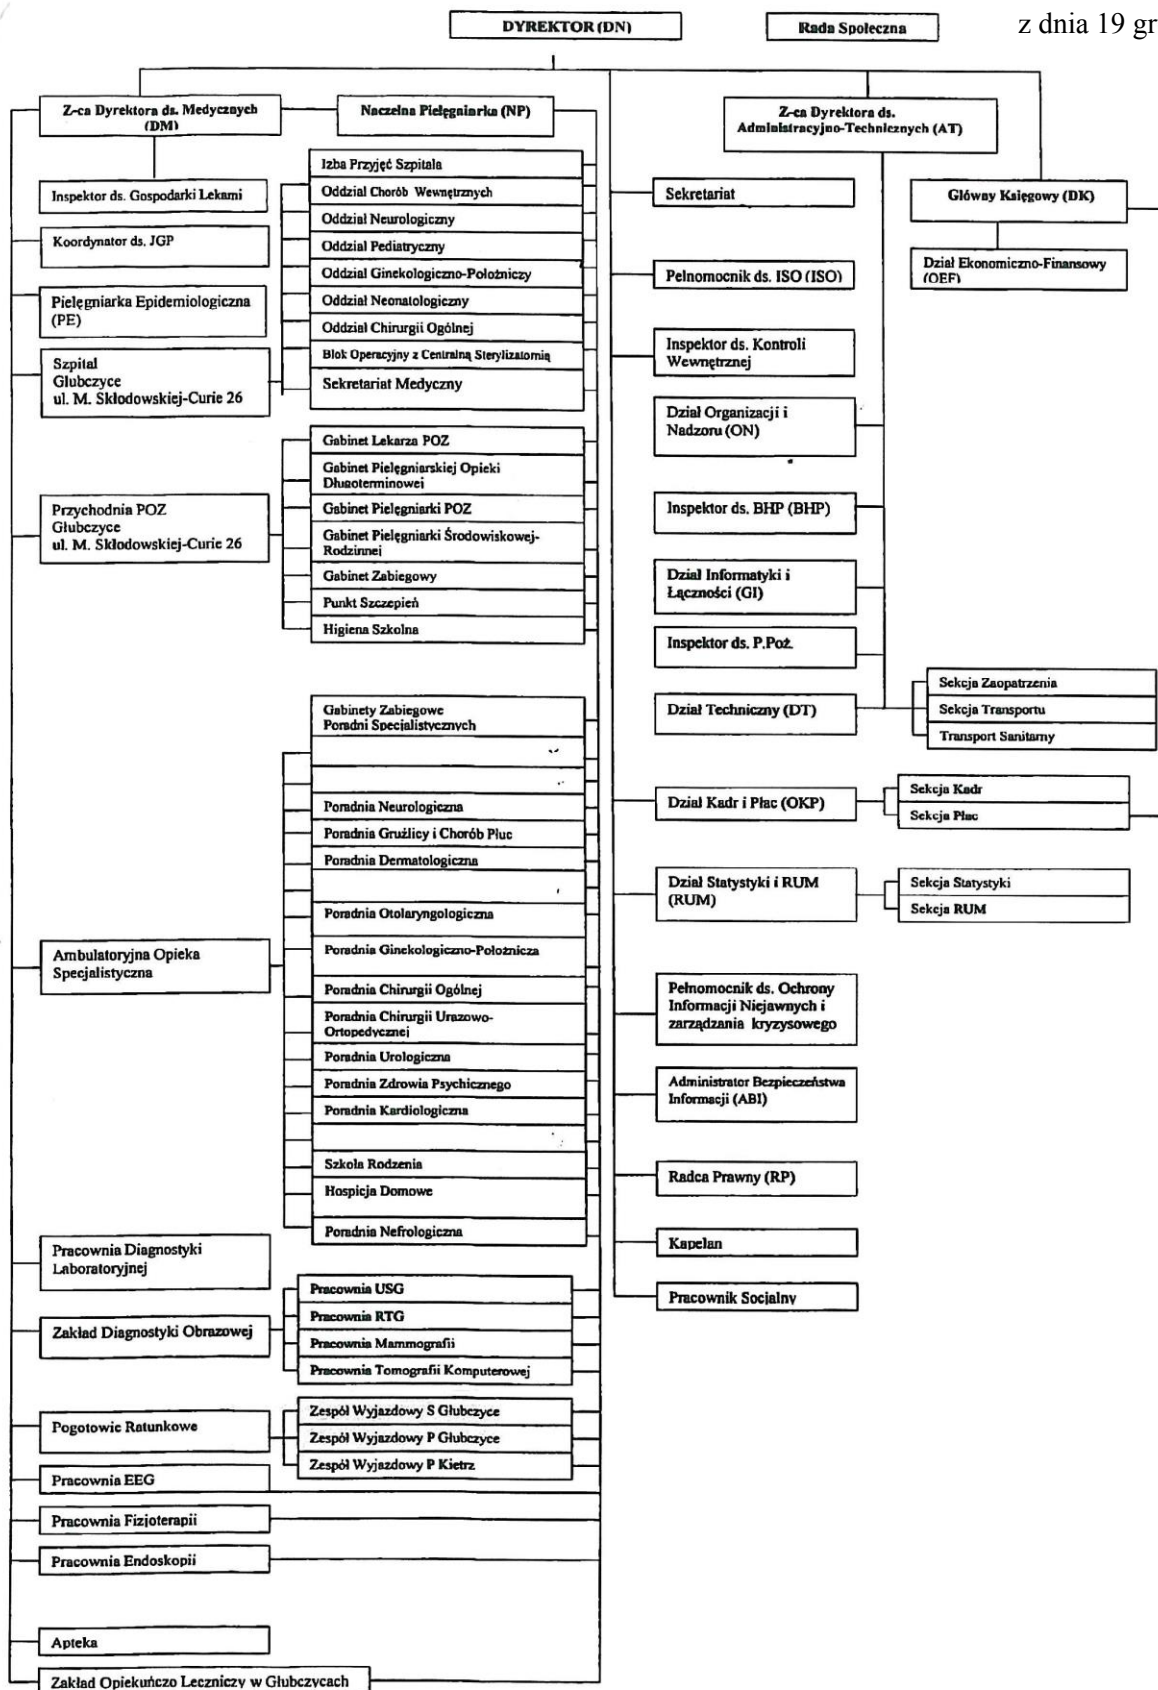 DYREKTOR (DN)
Rada Społeczna
z dnia 19 gr
Z-ca Dyrektora ds. Medycznych
(DM)
Naczelna Pielęgniarka (NP)
Z-ca Dyrektora ds.
Administracyjno-Technicznych (AT)
Inspektor ds. Gospodarki Lekami
Koordynator ds. JGP
Pielęgniarka Epidemiologiczna
(PE)
Szpital
Głubczyce
ul. M. Skłodowskiej-Curie 26
Izba Przyjęć Szpitala
Oddział Chorób Wewnętrznych
Oddział Neurologiczny
Oddział Pediatryczny
Oddział Ginekologiczno-Położniczy
Oddział Neonatologiczny
Oddział Chirurgii Ogólnej
Blok Operacyjny z Centralną Sterylizatornią
Sekretariat Medyczny
Przychodnia POZ
Głubczyce
ul. M. Skłodowskiej-Curie 26
Gabinet Lekarza POZ
Gabinet Pielęgniarskiej Opieki
Długoterminowej
Gabinet Pielęgniarki POZ
Gabinet Pielęgniarki Środowiskowej-
Rodzinnej
Gabinet Zabiegowy
Punkt Szczepień
Higiena Szkolna
Ambulatoryjna Opieka
Specjalistyczna
Gabinety Zabiegowe
Poradni Specjalistycznych
Poradnia Neurologiczna
Poradnia Gruźlicy i Chorób Płuc
Poradnia Dermatologiczna
Poradnia Otolaryngologiczna
Poradnia Ginekologiczno-Położnicza
Poradnia Chirurgii Ogólnej
Poradnia Chirurgii Urazowo-
Ortopedycznej
Poradnia Urologiczna
Poradnia Zdrowia Psychicznego
Poradnia Kardiologiczna
Szkoła Rodzenia
Hospicja Domowe
Poradnia Nefrologiczna
Pracownia Diagnostyki
Laboratoryjnej
Zakład Diagnostyki Obrazowej
Pracownia USG
Pracownia RTG
Pracownia Mammografii
Pracownia Tomografii Komputerowej
Pogotowie Ratunkowe
Zespół Wyjazdowy S Głubczyce
Zespół Wyjazdowy P Głubczyce
Zespół Wyjazdowy P Kietrz
Pracownia EEG
Pracownia Fizjoterapii
Pracownia Endoskopii
Apteka
Zakład Opiekuńczo Leczniczy w Głubczycach
Sekretariat
Pełnomocnik ds. ISO (ISO)
Inspektor ds. Kontroli
Wewnętrznej
Dział Organizacji i
Nadzoru (ON)
Inspektor ds. BHP (BHP)
Dział Informatyki i
Łączności (GI)
Inspektor ds. P.Poż.
Dział Techniczny (DT)
Sekcja Zaopatrzenia
Sekcja Transportu
Transport Sanitarny
Dział Kadr i Płac (OKP)
Sekcja Kadr
Sekcja Płac
Dział Statystyki i RUM
(RUM)
Sekcja Statystyki
Sekcja RUM
Pełnomocnik ds. Ochrony
Informacji Niejawnych i
zarządzania kryzysowego
Administrator Bezpieczeństwa
Informacji (ABI)
Radca Prawny (RP)
Kapelan
Pracownik Socjalny
Główny Księgowy (DK)
Dział Ekonomiczno-Finansowy
(OEF)